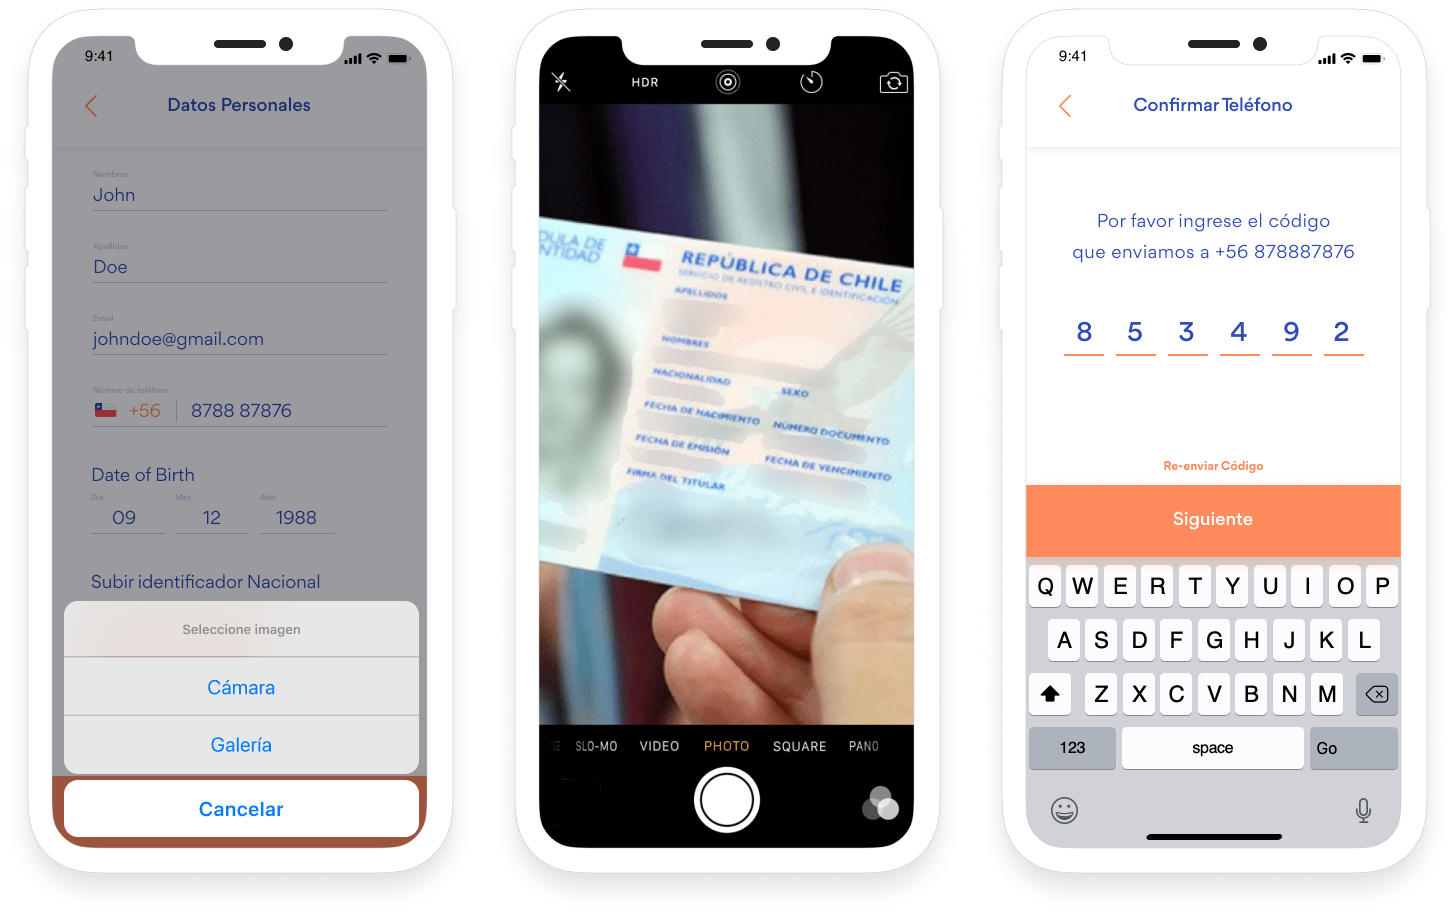 9:41
Datos Personales
Nombres
John
Apellidos
Doe
Email
johndoe@gmail.com
Número de teléfono
+56 8788 87876
Date of Birth
Día Mes Año
09 12 1988
Subir identificador Nacional
Seleccione imagen
Cámara
Galería
Cancelar
HDR
DULA DE
NTIDAD
REPÚBLICA DE CHILE
SERVICIO DE REGISTRO CIVIL E IDENTIFICACIÓN
APELLIDOS
NOMBRES
NACIONALIDAD SEXO
FECHA DE NACIMIENTO NÚMERO DOCUMENTO
FECHA DE EMISIÓN FECHA DE VENCIMIENTO
FIRMA DEL TITULAR
SE SLO-MO VIDEO PHOTO SQUARE PANO
9:41
Confirmar Teléfono
Por favor ingrese el código
que enviamos a +56 878887876
8 5 3 4 9 2
Re-enviar Código
Siguiente
Q W E R T Y U I O P
A S D F G H J K L
Z X C V B N M
123 space Go